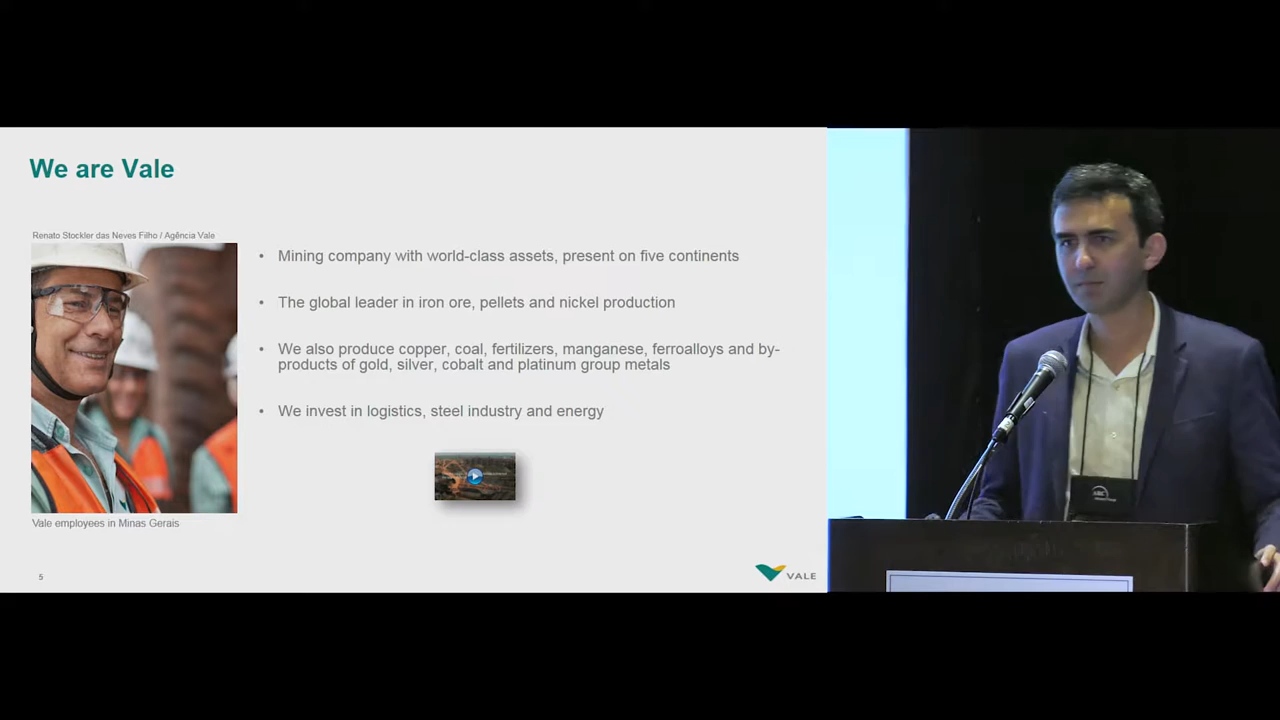 We are Vale
Renato Stockler das Neves Filho / Agência Vale
• Mining company with world-class assets, present on five continents
• The global leader in iron ore, pellets and nickel production
• We also produce copper, coal, fertilizers, manganese, ferroalloys and by-
products of gold, silver, cobalt and platinum group metals
• We invest in logistics, steel industry and energy
Vale employees in Minas Gerais
5
VALE
ARC